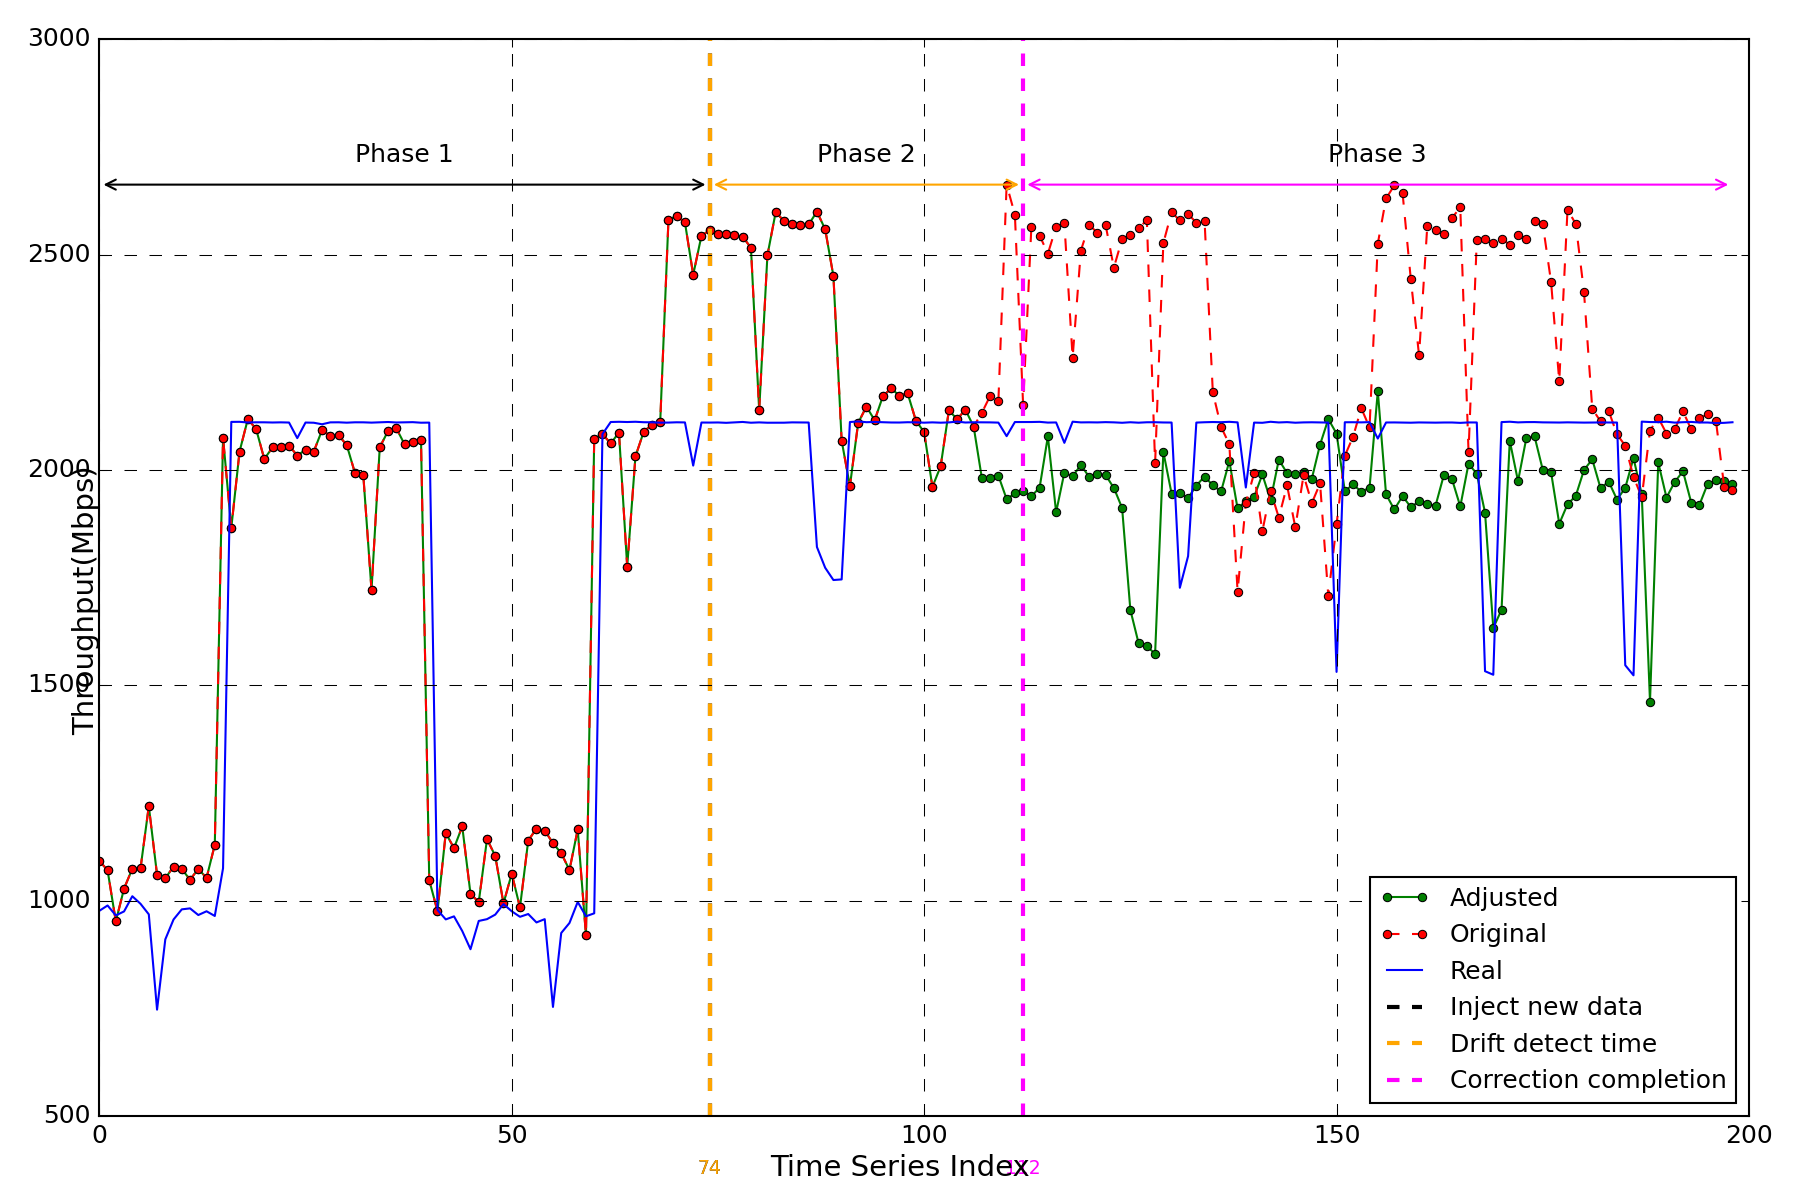 3000
2500
2000
1500
1000
500
Throughput(Mbps)
Phase 1
Phase 2
Phase 3
Adjusted
Original
Real
Inject new data
Drift detect time
Correction completion
0
50
100
150
200
74
Time Series Index
112